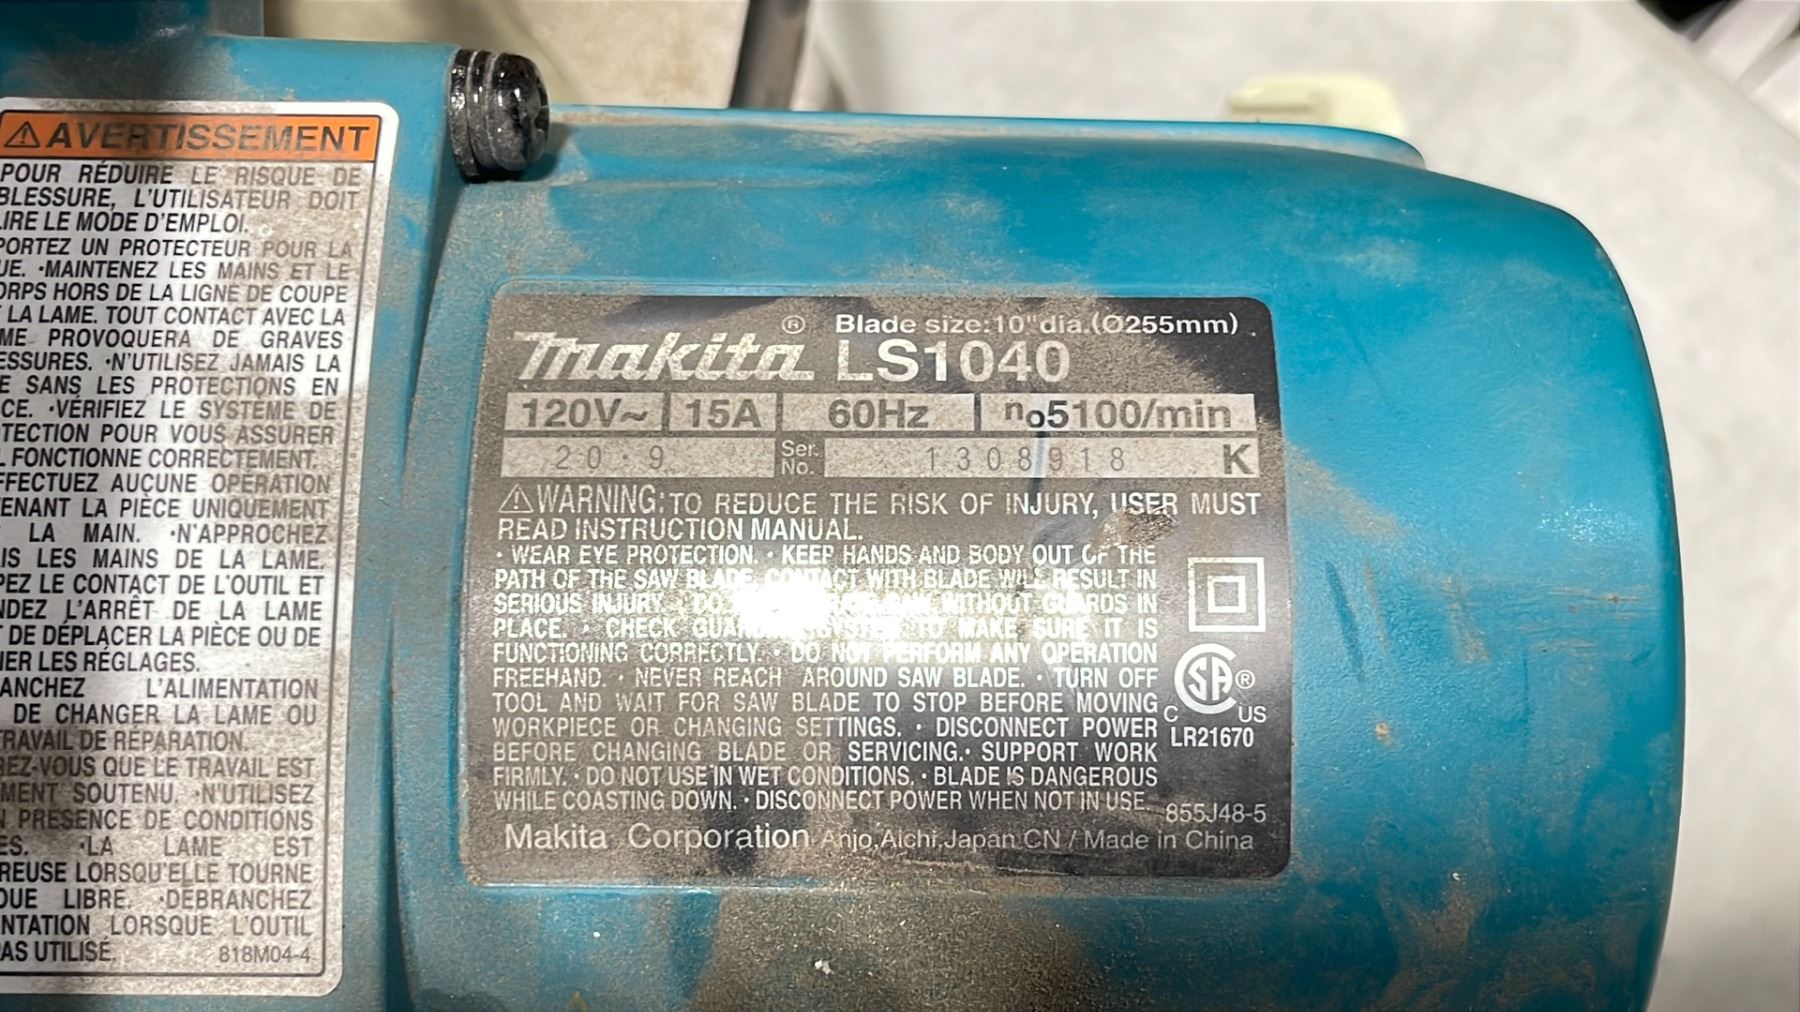 ⚠AVERTISSEMENT
POUR RÉDUIRE LE RISQUE DE
BLESSURE, L'UTILISATEUR DOIT
LIRE LE MODE D'EMPLOI.
PORTEZ UN PROTECTEUR POUR LA
UE. •MAINTENEZ LES MAINS ET LE
ORPS HORS DE LA LIGNE DE COUPE
LA LAME. TOUT CONTACT AVEC LA
ME PROVOQUERA DE GRAVES
ESSURES. •N'UTILISEZ JAMAIS LA
E SANS LES PROTECTIONS EN
CE. •VÉRIFIEZ LE SYSTÈME DE
TECTION POUR VOUS ASSURER
L FONCTIONNE CORRECTEMENT.
FFECTUEZ AUCUNE OPÉRATION
ENANT LA PIÈCE UNIQUEMENT
LA MAIN. •N'APPROCHEZ
IS LES MAINS DE LA LAME.
PEZ LE CONTACT DE L'OUTIL ET
NDEZ L'ARRÊT DE LA LAME
DE DÉPLACER LA PIÈCE OU DE
IER LES RÉGLAGES.
ANCHEZ L'ALIMENTATION
DE CHANGER LA LAME OU
RAVAIL DE RÉPARATION.
REZ-VOUS QUE LE TRAVAIL EST
MENT SOUTENU. •N'UTILISEZ
PRÉSENCE DE CONDITIONS
ES. •LA LAME EST
REUSE LORSQU'ELLE TOURNE
OUE LIBRE. •DÉBRANCHEZ
NTATION LORSQUE L'OUTIL
AS UTILISÉ.
818M04-4
Makita® Blade size:10"dia.(Ø255mm)
LS1040
120V~ 15A 60Hz no5100/min
20・9 Ser. No. 1308918 K
⚠WARNING: TO REDUCE THE RISK OF INJURY, USER MUST
READ INSTRUCTION MANUAL.
• WEAR EYE PROTECTION. • KEEP HANDS AND BODY OUT OF THE
PATH OF THE SAW BLADE. CONTACT WITH BLADE WILL RESULT IN
SERIOUS INJURY. • DO SAW WITHOUT GUARDS IN
PLACE. • CHECK SYSTEM TO MAKE SURE IT IS
FUNCTIONING CORRECTLY. • DO NOT PERFORM ANY OPERATION
FREEHAND. • NEVER REACH AROUND SAW BLADE. • TURN OFF
TOOL AND WAIT FOR SAW BLADE TO STOP BEFORE MOVING
WORKPIECE OR CHANGING SETTINGS. • DISCONNECT POWER
BEFORE CHANGING BLADE OR SERVICING. • SUPPORT WORK
FIRMLY. • DO NOT USE IN WET CONDITIONS. • BLADE IS DANGEROUS
WHILE COASTING DOWN. • DISCONNECT POWER WHEN NOT IN USE.
SA®
C US
LR21670
855J48-5
Makita Corporation Anjo,Aichi,Japan CN / Made in China